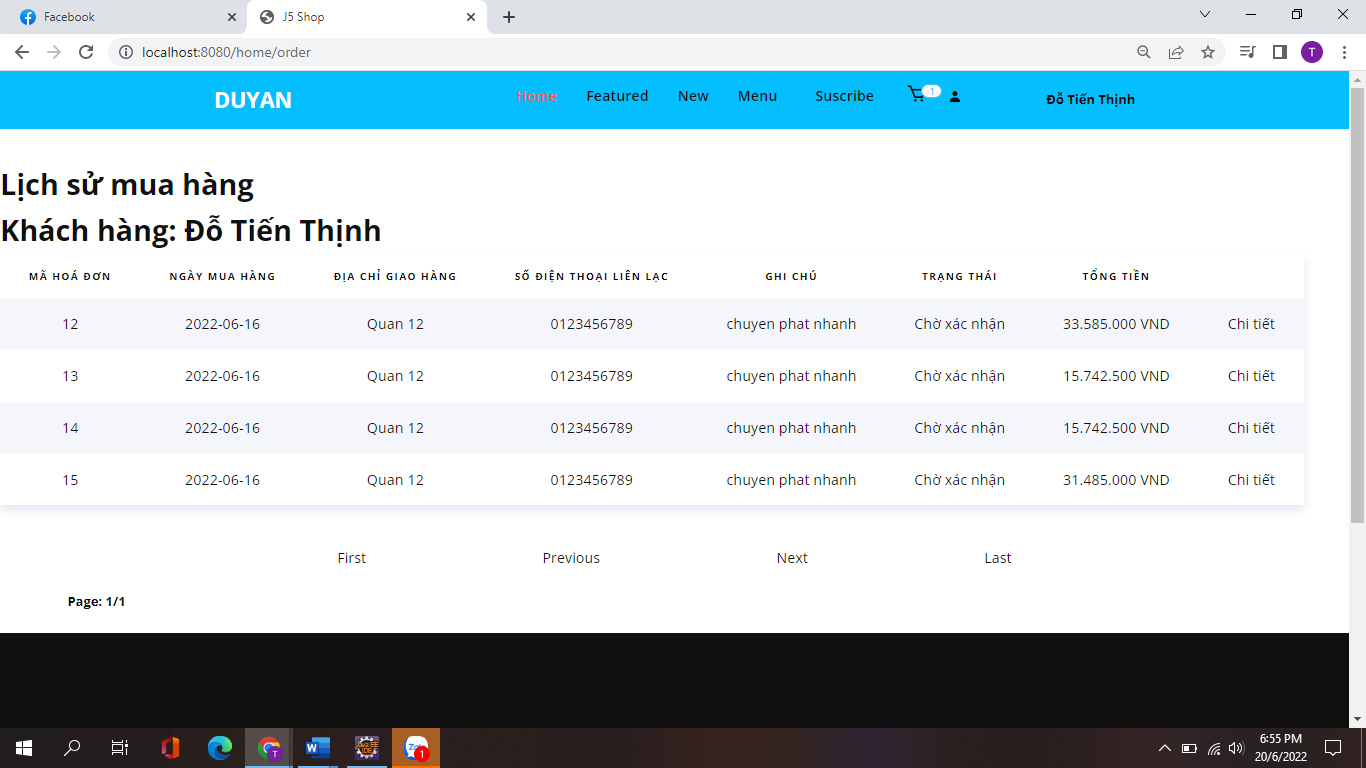 Facebook
J5 Shop
localhost:8080/home/order
T
DUYAN Home Featured New Menu Suscribe 1 Đỗ Tiến Thịnh
Lịch sử mua hàng
Khách hàng: Đỗ Tiến Thịnh
MÃ HOÁ ĐƠN NGÀY MUA HÀNG ĐỊA CHỈ GIAO HÀNG SỐ ĐIỆN THOẠI LIÊN LẠC GHI CHÚ TRẠNG THÁI TỔNG TIỀN
12 2022-06-16 Quan 12 0123456789 chuyen phat nhanh Chờ xác nhận 33.585.000 VND Chi tiết
13 2022-06-16 Quan 12 0123456789 chuyen phat nhanh Chờ xác nhận 15.742.500 VND Chi tiết
14 2022-06-16 Quan 12 0123456789 chuyen phat nhanh Chờ xác nhận 15.742.500 VND Chi tiết
15 2022-06-16 Quan 12 0123456789 chuyen phat nhanh Chờ xác nhận 31.485.000 VND Chi tiết
First Previous Next Last
Page: 1/1
T
W
Java EE
IDE
Zalo
1
6:55 PM
20/6/2022